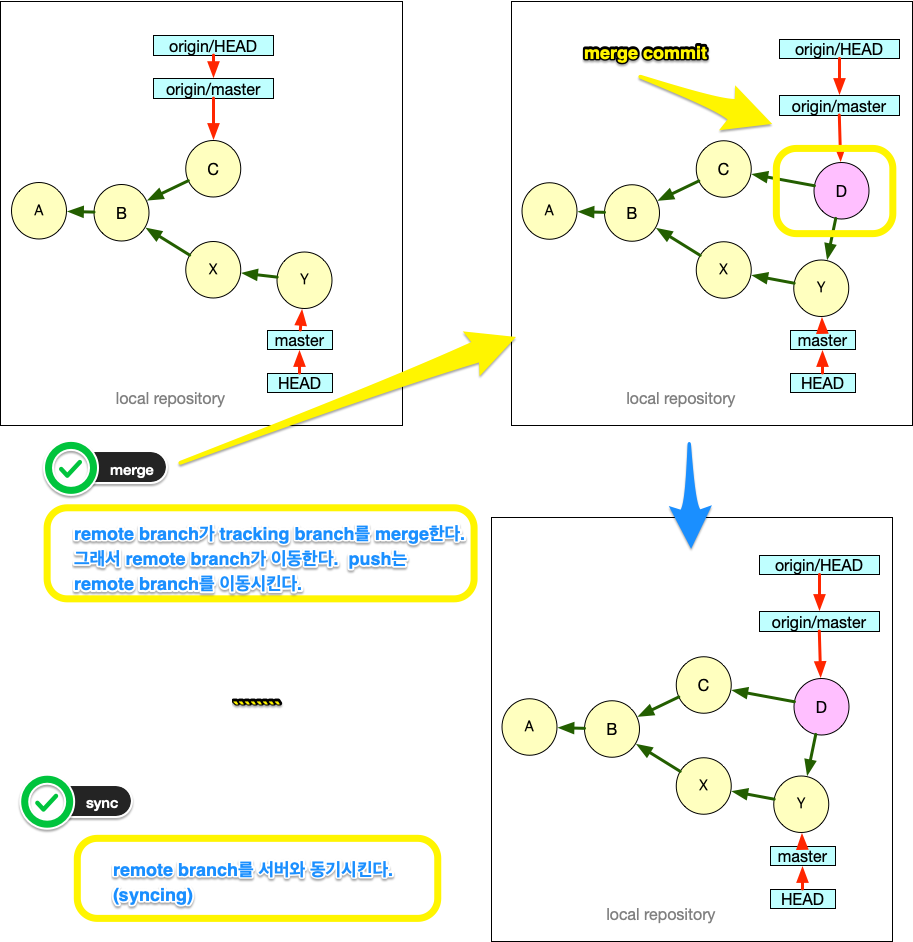 origin/HEAD
origin/master
C
A
B
X
Y
master
HEAD
local repository
merge commit
origin/HEAD
origin/master
C
D
A
B
X
Y
master
HEAD
local repository
merge
remote branch가 tracking branch를 merge한다.
그래서 remote branch가 이동한다. push는
remote branch를 이동시킨다.
origin/HEAD
origin/master
C
D
A
B
X
Y
master
HEAD
local repository
sync
remote branch를 서버와 동기시킨다.
(syncing)